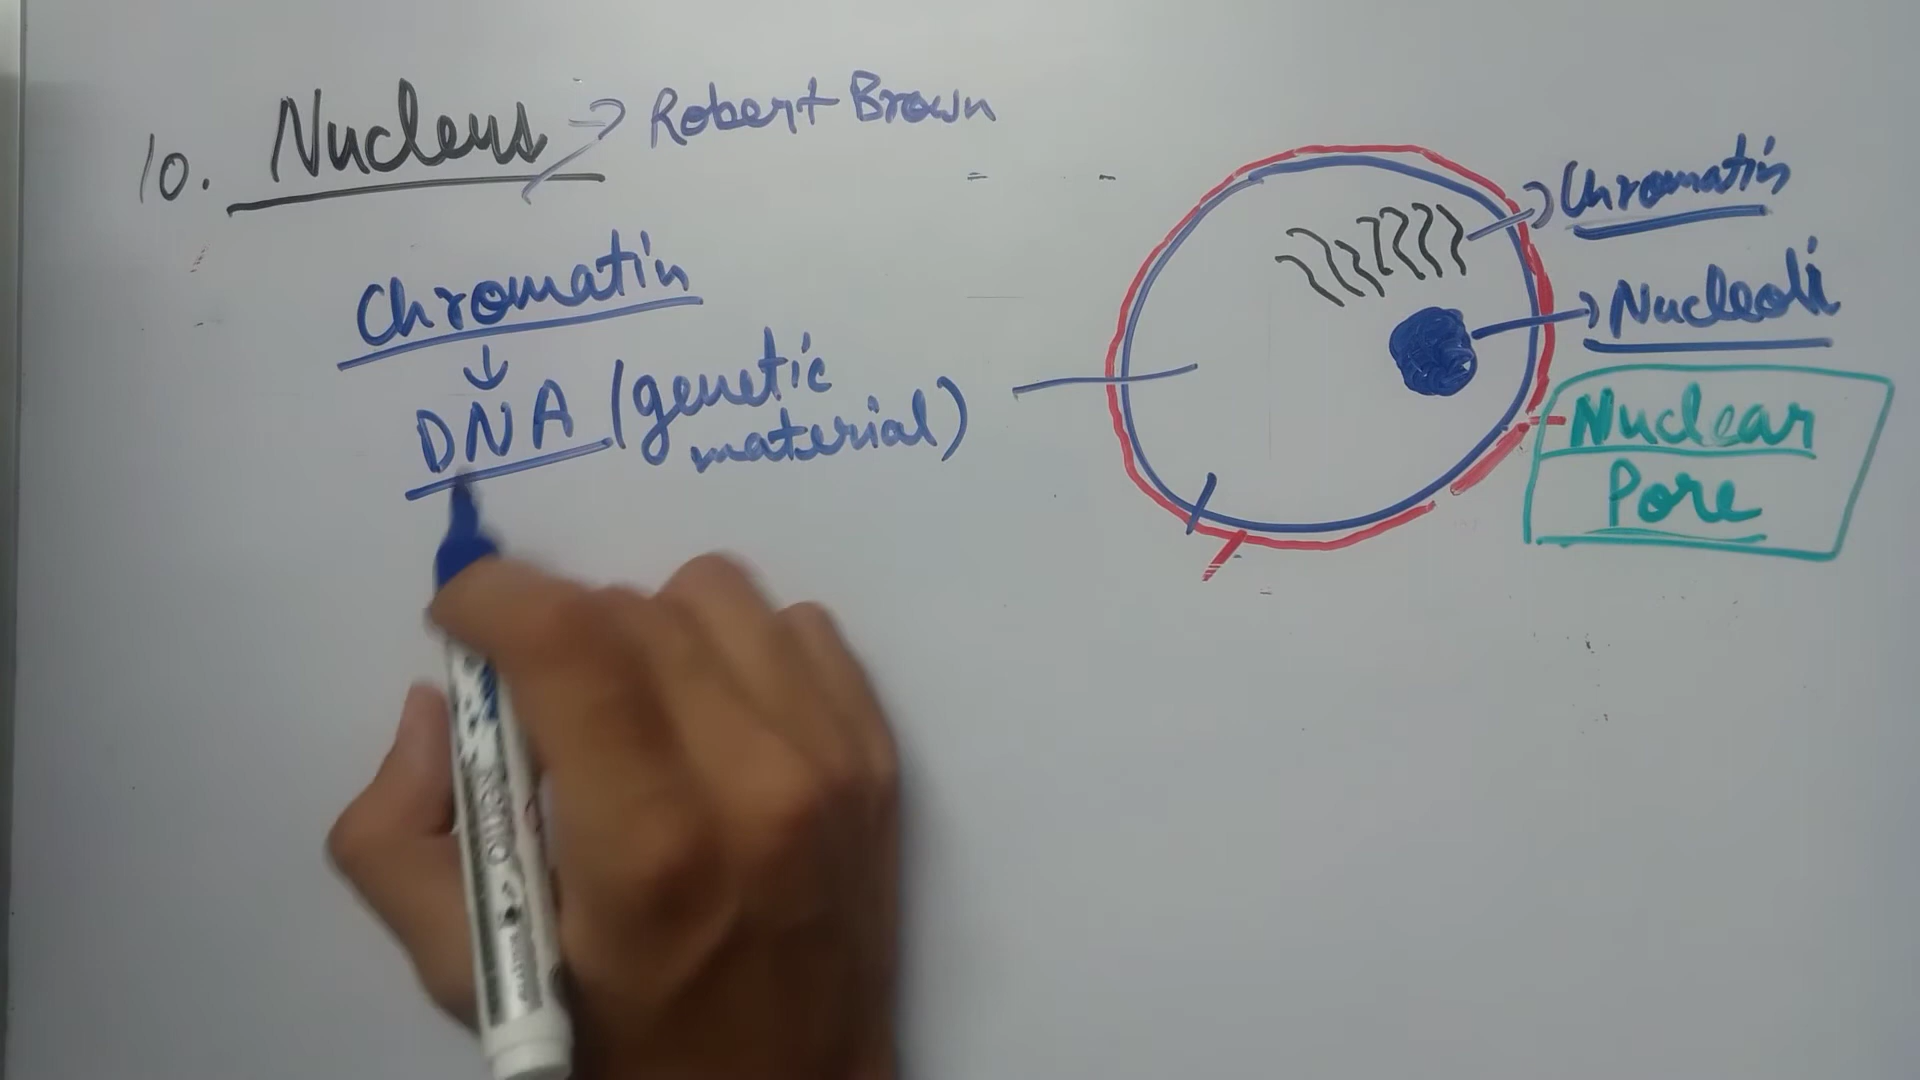 10. Nucleus → Robert Brown
Chromatin
↓
DNA (genetic
material)
Chromatin
Nucleoli
Nuclear
Pore